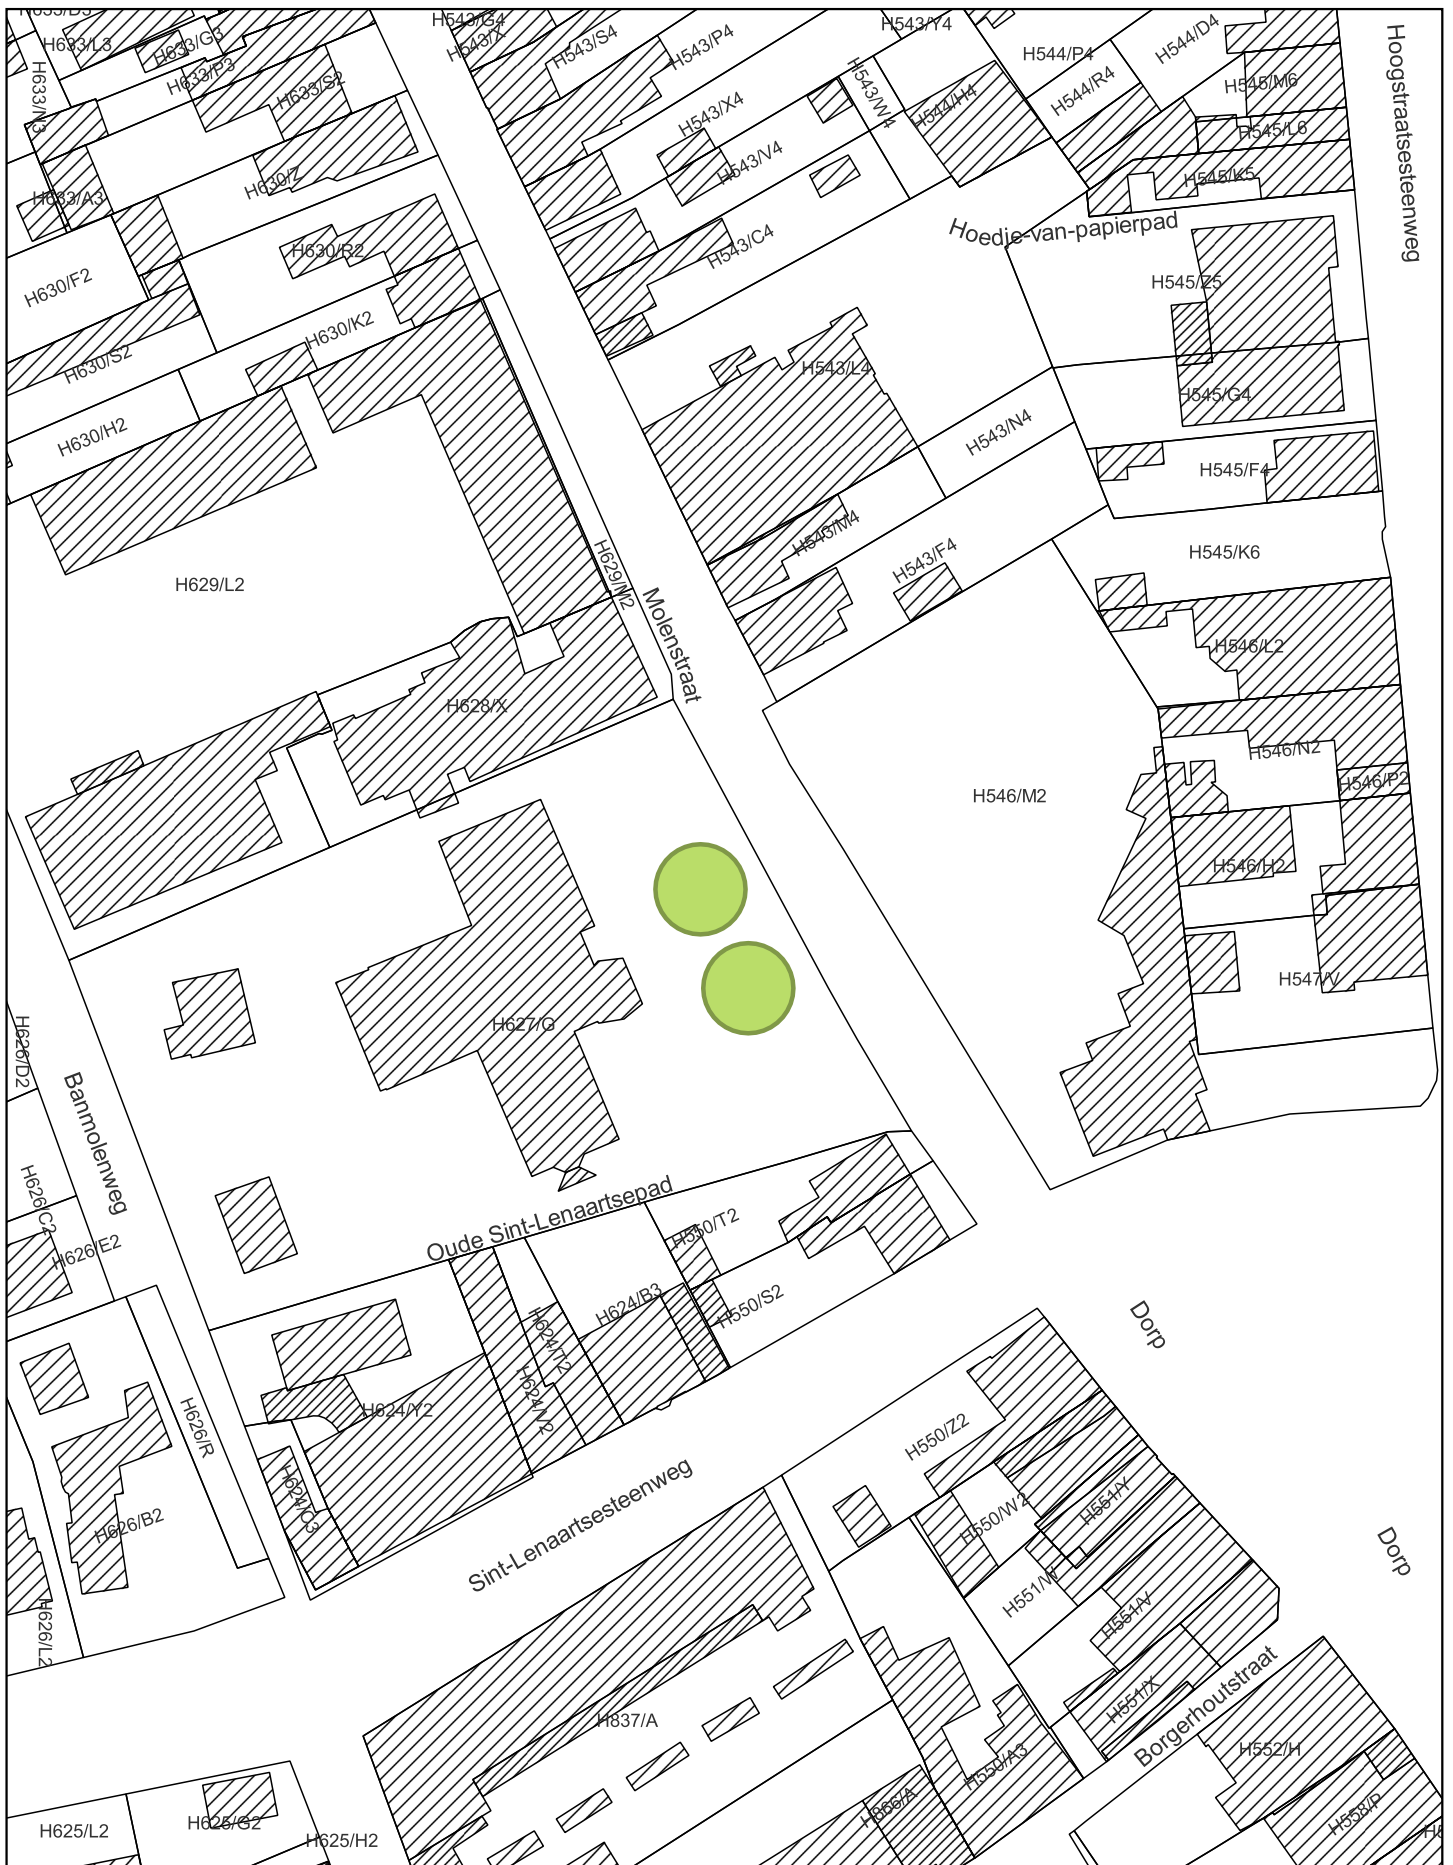 H633/D3
H633/L3
H633/G3
H633/P3
H633/S2
H633/N3
H633/A3
H630/Z
H630/R2
H630/F2
H630/K2
H630/S2
H630/H2
H629/L2
H629/M2
Molenstraat
H628/X
H543/G4
H543/X
H543/S4
H543/P4
H543/Y4
H543/X4
H543/W4
H543/V4
H543/C4
H544/H4
H544/P4
H544/R4
H544/D4
H545/M6
H545/L6
H545/K5
Hoogstraatsesteenweg
Hoedje-van-papierpad
H545/Z5
H543/L4
H545/G4
H543/N4
H545/F4
H543/M4
H543/F4
H545/K6
H546/L2
H546/N2
H546/P2
H546/M2
H546/H2
H547/V
H627/G
H626/D2
Banmolenweg
H626/C2
H626/E2
Oude Sint-Lenaartsepad
H550/T2
H550/S2
H624/B3
H624/T2
H624/V2
H624/Y2
H624/C3
H626/R
H626/B2
H626/L2
Sint-Lenaartsesteenweg
Dorp
Dorp
H550/Z2
H550/W2
H551/Y
H551/W
H551/V
H551/X
Borgerhoutstraat
H552/H
H558/P
H550/A3
H866/A
H837/A
H625/L2
H625/G2
H625/H2